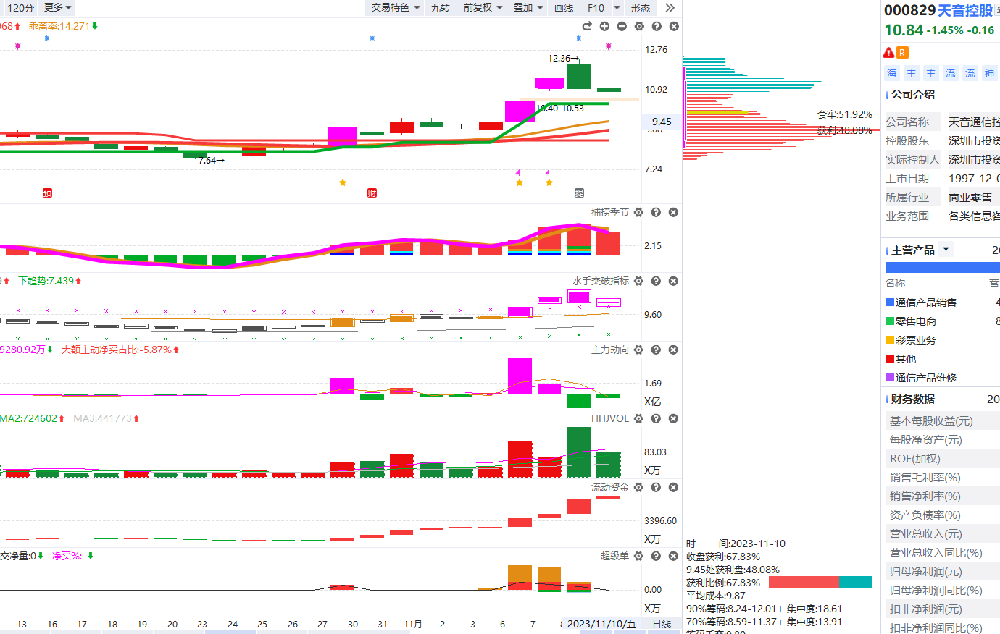 120分 更多 交易特色 九转 前复权 叠加 画线 F10 形态
968 乖离率:14.271
12.76
12.36→
10.92
10.40-10.53
9.45
7.64→
7.24
预 财 提
捕捞季节
2.15
下趋势:7.439 水手突破指标
9.60
9280.92万 大额主动净买占比:-5.87% 主力动向
1.69
X亿
MA2:724602 MA3:441773 HHJVOL
83.03
X万
流动资金
3396.60
X万
交净量:0 净买%:- 超级单
0.00
X万
13 16 17 18 19 20 23 24 25 26 27 30 31 11月 2 3 6 7 8 2023/11/10/五 日线
套牢:51.92%
获利:48.08%
时 间:2023-11-10
收盘获利:67.83%
9.45处获利盘:48.08%
获利比例:67.83%
平均成本:9.87
90%筹码:8.24-12.01+ 集中度:18.61
70%筹码:8.59-11.37+ 集中度:13.91
000829 天音控股
10.84 -1.45% -0.16
R
海 主 主 流 流 神
公司介绍
公司名称 天音通信控
控股股东 深圳市投资
实际控制人 深圳市投资
上市日期 1997-12-0
所属行业 商业零售
业务范围 各类信息咨
主营产品 20
名称 营
通信产品销售 4
零售电商 8
彩票业务
其他
通信产品维修
财务数据 20
基本每股收益(元)
每股净资产(元)
ROE(加权)
销售毛利率(%)
销售净利率(%)
资产负债率(%)
营业总收入(元)
营业总收入同比(%)
归母净利润(元)
归母净利润同比(%)
扣非净利润(元)
扣非净利润同比(%)